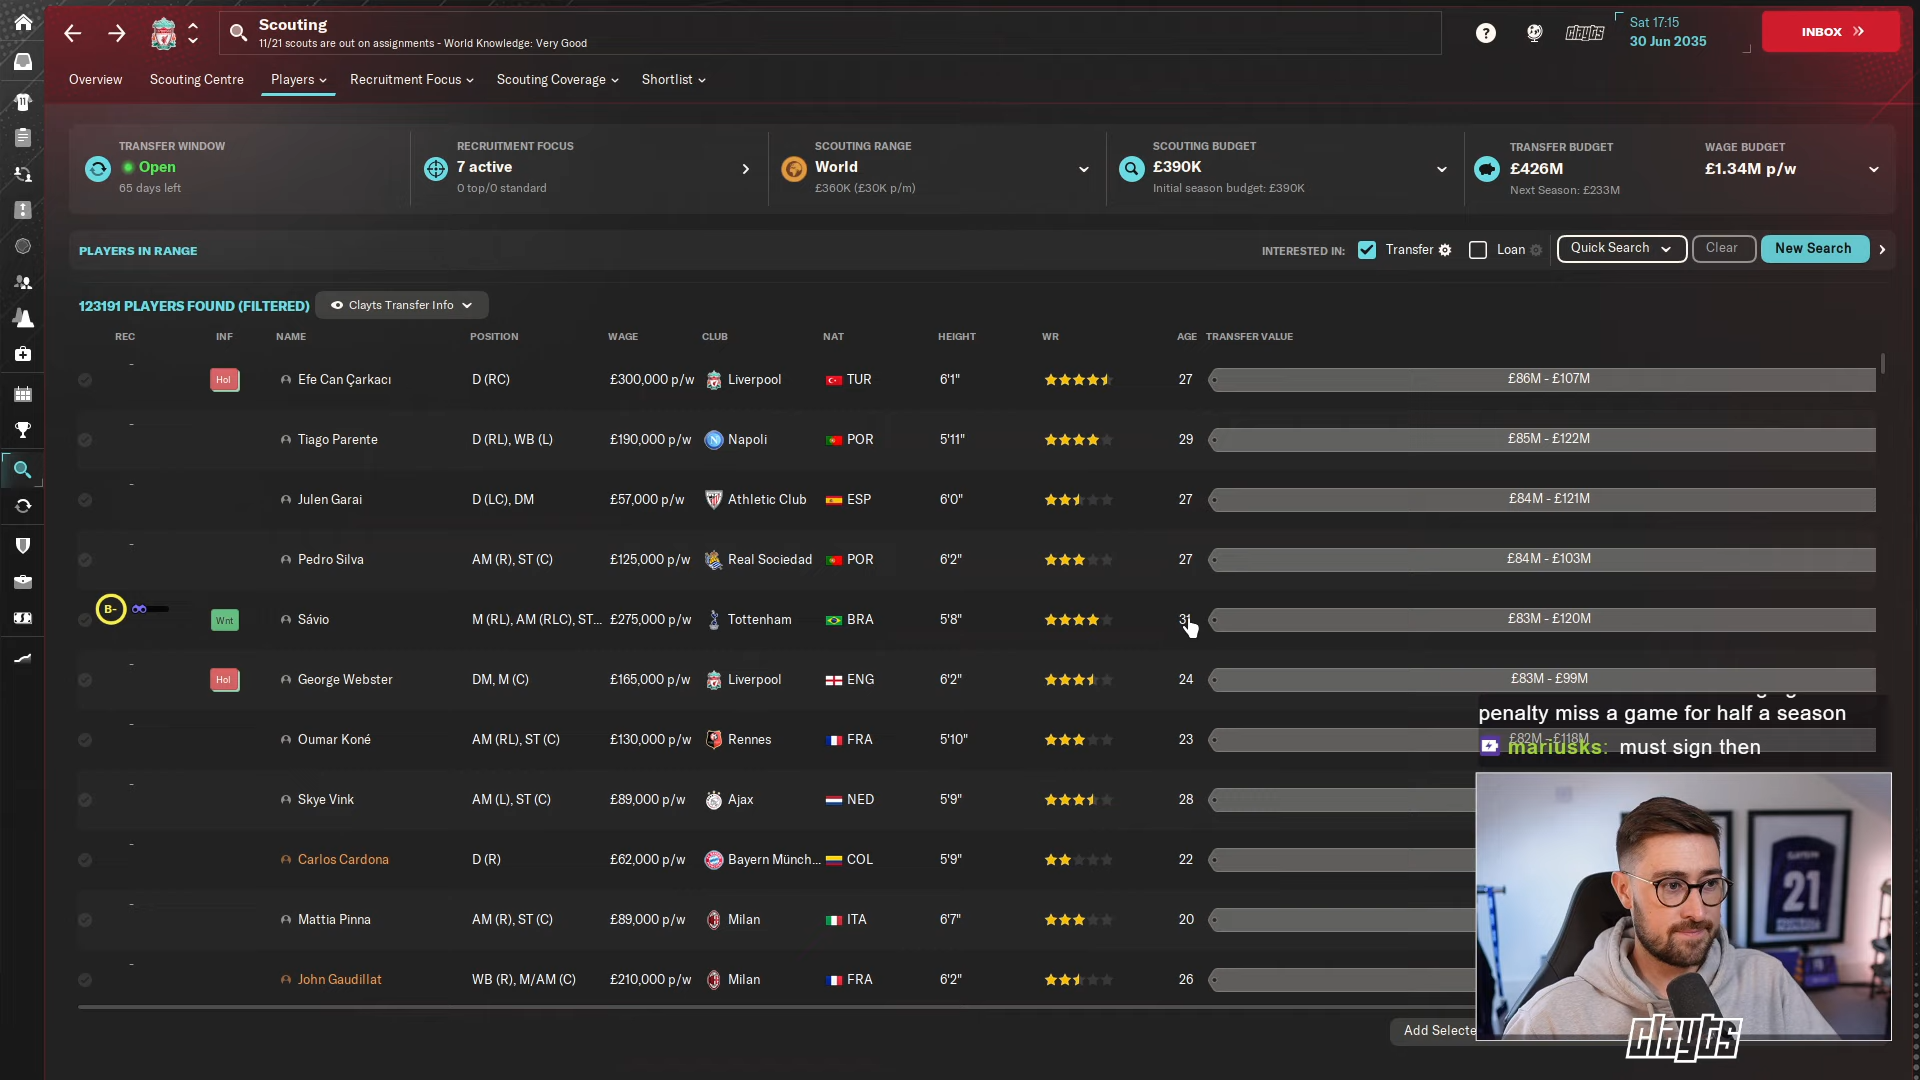 Scouting
11/21 scouts are out on assignments - World Knowledge: Very Good
clayts
Sat 17:15
30 Jun 2035
INBOX
Overview Scouting Centre Players Recruitment Focus Scouting Coverage Shortlist
TRANSFER WINDOW
Open
65 days left
RECRUITMENT FOCUS
7 active
0 top/0 standard
SCOUTING RANGE
World
£360K (£30K p/m)
SCOUTING BUDGET
£390K
Initial season budget: £390K
TRANSFER BUDGET
£426M
Next Season: £233M
WAGE BUDGET
£1.34M p/w
PLAYERS IN RANGE
INTERESTED IN: Transfer Loan Quick Search Clear New Search
123191 PLAYERS FOUND (FILTERED) Clayts Transfer Info
REC INF NAME POSITION WAGE CLUB NAT HEIGHT WR AGE TRANSFER VALUE
- Hol Efe Can Çarkacı D (RC) £300,000 p/w Liverpool TUR 6'1" 27 £86M - £107M
- Tiago Parente D (RL), WB (L) £190,000 p/w Napoli POR 5'11" 29 £85M - £122M
- Julen Garai D (LC), DM £57,000 p/w Athletic Club ESP 6'0" 27 £84M - £121M
- Pedro Silva AM (R), ST (C) £125,000 p/w Real Sociedad POR 6'2" 27 £84M - £103M
B- Wnt Sávio M (RL), AM (RLC), ST... £275,000 p/w Tottenham BRA 5'8" 31 £83M - £120M
- Hol George Webster DM, M (C) £165,000 p/w Liverpool ENG 6'2" 24 £83M - £99M
- Oumar Koné AM (RL), ST (C) £130,000 p/w Rennes FRA 5'10" 23 £82M - £118M
- Skye Vink AM (L), ST (C) £89,000 p/w Ajax NED 5'9" 28
- Carlos Cardona D (R) £62,000 p/w Bayern Münch... COL 5'9" 22
- Mattia Pinna AM (R), ST (C) £89,000 p/w Milan ITA 6'7" 20
- John Gaudillat WB (R), M/AM (C) £210,000 p/w Milan FRA 6'2" 26
penalty miss a game for half a season
mariusks: must sign then
21
Add Selecte
clayts